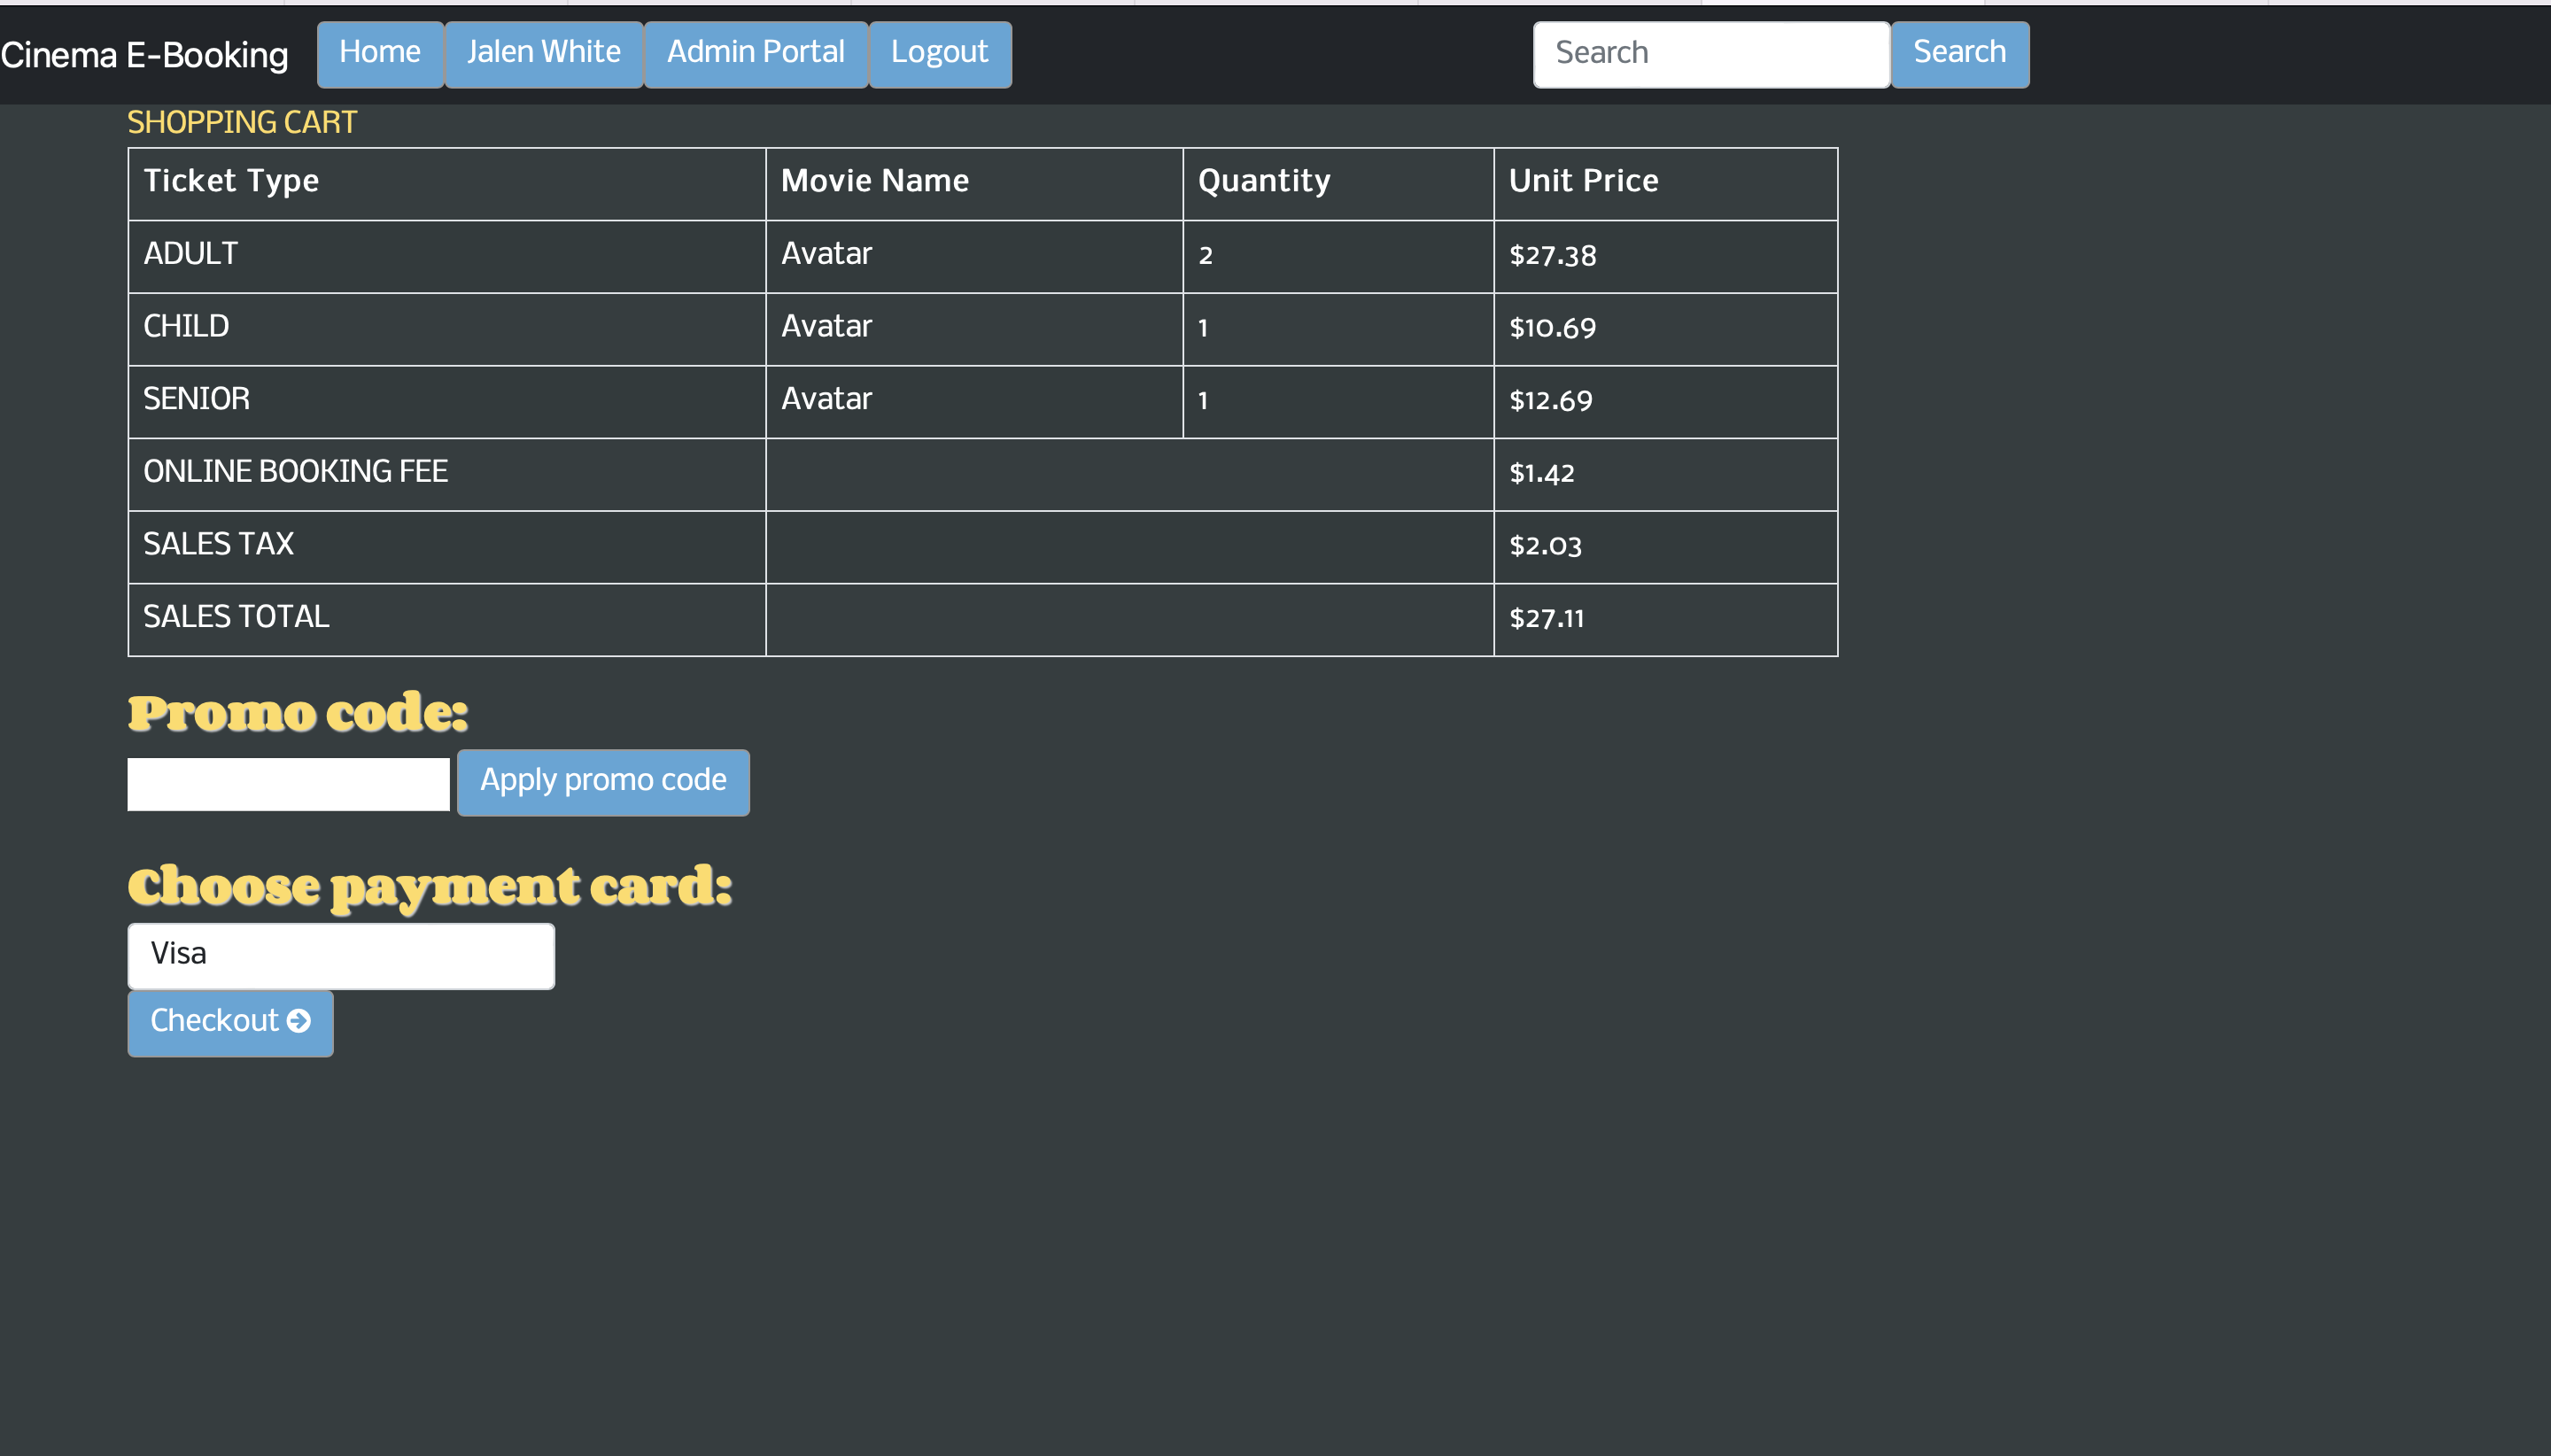 Cinema E-Booking Home Jalen White Admin Portal Logout Search Search
SHOPPING CART
Ticket Type Movie Name Quantity Unit Price
ADULT Avatar 2 $27.38
CHILD Avatar 1 $10.69
SENIOR Avatar 1 $12.69
ONLINE BOOKING FEE $1.42
SALES TAX $2.03
SALES TOTAL $27.11
Promo code:
Apply promo code
Choose payment card:
Visa
Checkout